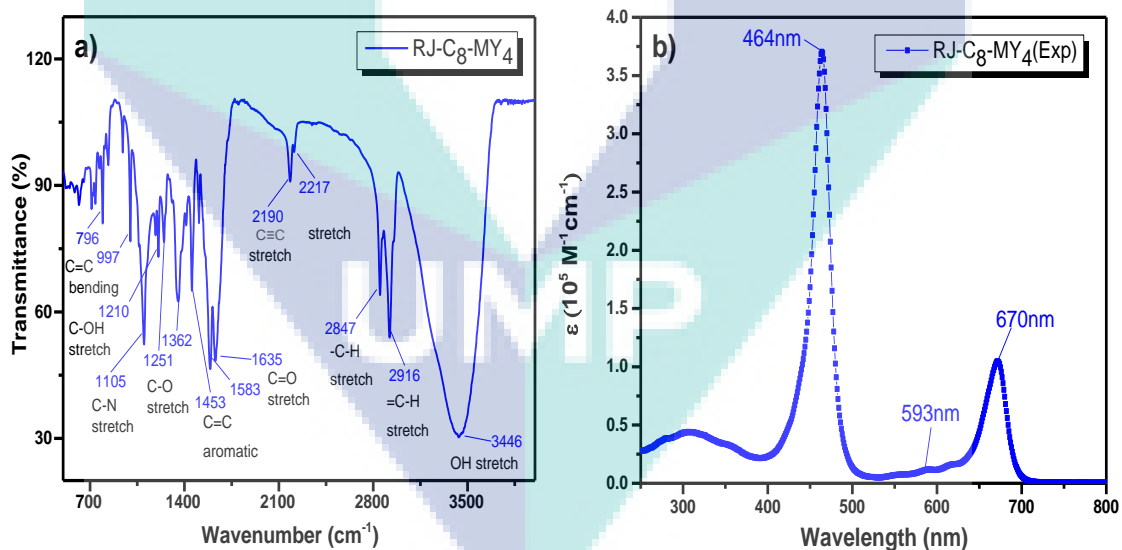 a)
RJ-C₈-MY₄
Transmittance (%)
120
90
60
30
700
1400
2100
2800
3500
Wavenumber (cm⁻¹)
796
997
C=C
bending
1210
C-OH
stretch
1105
C-N
stretch
1251
C-O
stretch
1362
1453
C=C
aromatic
1583
1635
C=O
stretch
2190
C≡C
stretch
2217
stretch
2847
-C-H
stretch
2916
=C-H
stretch
3446
OH stretch
UMP
b)
RJ-C₈-MY₄(Exp)
ε (10⁵ M⁻¹cm⁻¹)
4.0
3.5
3.0
2.5
2.0
1.5
1.0
0.5
0.0
300
400
500
600
700
800
Wavelength (nm)
464nm
593nm
670nm